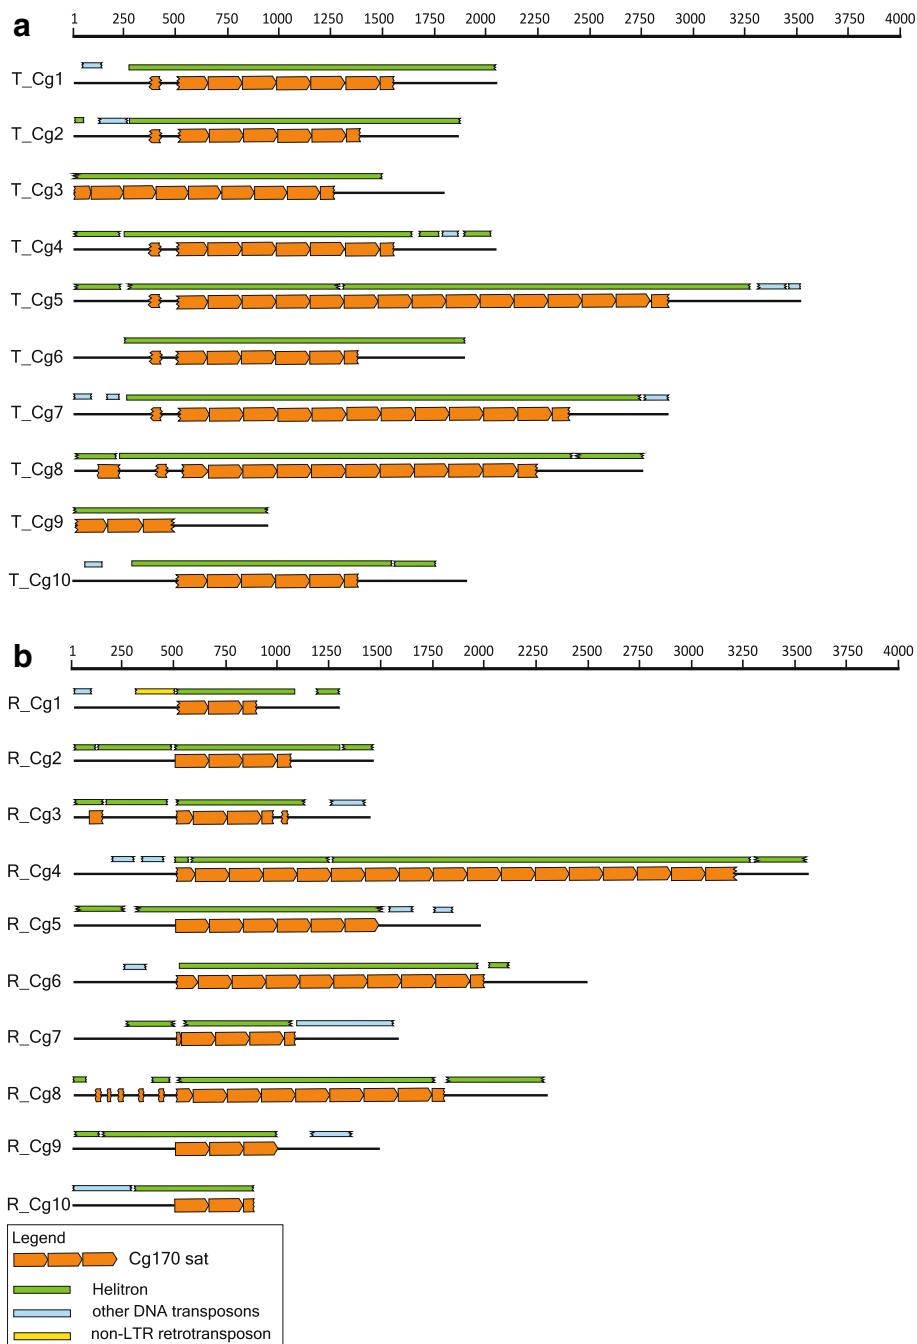 a
1 250 500 750 1000 1250 1500 1750 2000 2250 2500 2750 3000 3250 3500 3750 4000
T_Cg1
T_Cg2
T_Cg3
T_Cg4
T_Cg5
T_Cg6
T_Cg7
T_Cg8
T_Cg9
T_Cg10
b
1 250 500 750 1000 1250 1500 1750 2000 2250 2500 2750 3000 3250 3500 3750 4000
R_Cg1
R_Cg2
R_Cg3
R_Cg4
R_Cg5
R_Cg6
R_Cg7
R_Cg8
R_Cg9
R_Cg10
Legend
Cg170 sat
Helitron
other DNA transposons
non-LTR retrotransposon